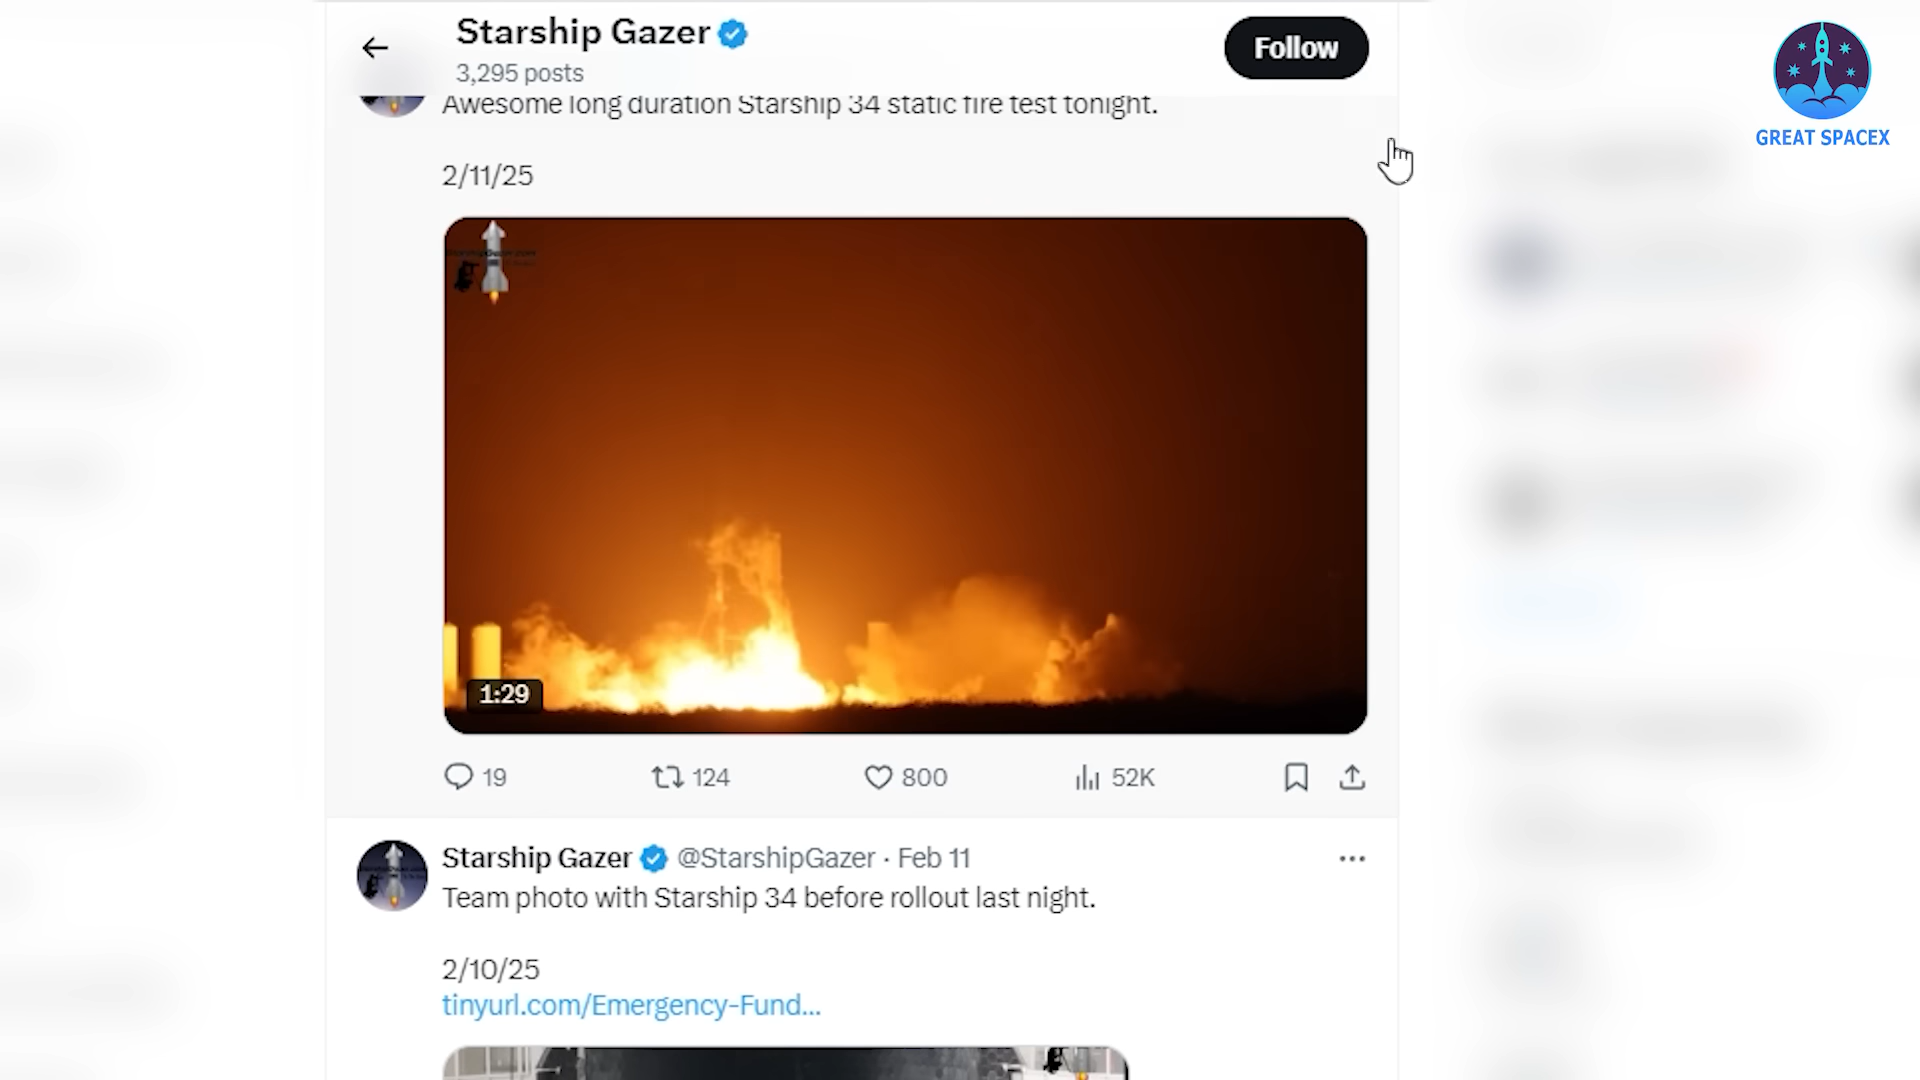 Starship Gazer
3,295 posts
Follow
GREAT SPACEX
Awesome long duration Starship 34 static fire test tonight.
2/11/25
1:29
19
124
800
52K
Starship Gazer @StarshipGazer · Feb 11
Team photo with Starship 34 before rollout last night.
2/10/25
tinyurl.com/Emergency-Fund...